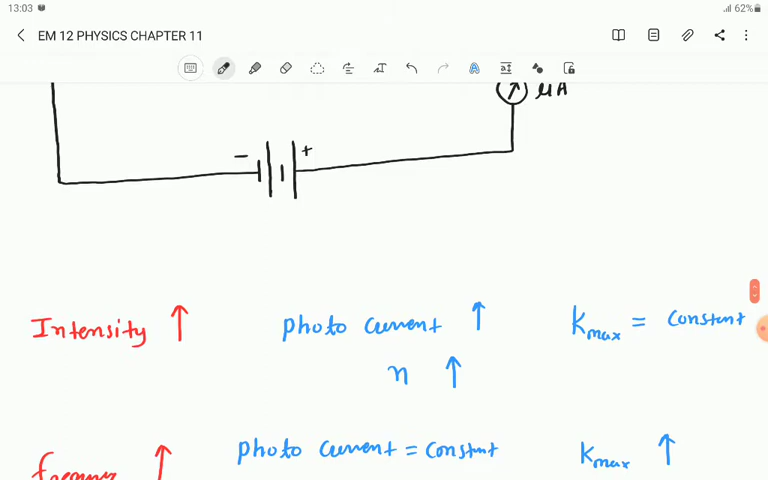 13:03 62%
EM 12 PHYSICS CHAPTER 11
μA
− +
Intensity ↑ photo current ↑ Kmax = constant
n ↑
photo current = constant Kmax ↑